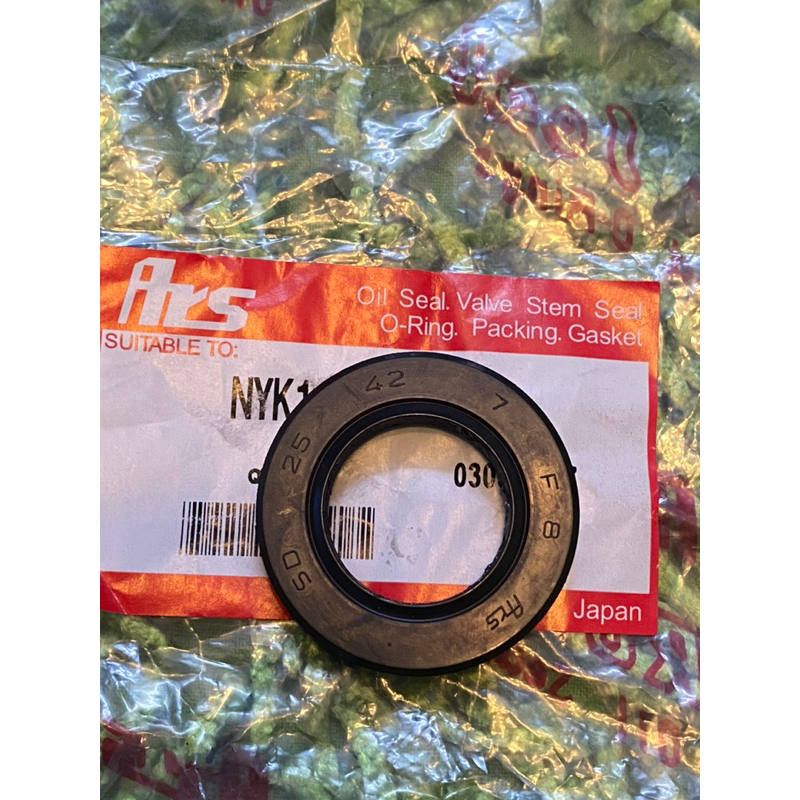 Ars
Oil Seal. Valve Stem Seal
O-Ring. Packing. Gasket
SUITABLE TO:
NYK1
030
SD 25 42 7 F 8
Ars
Japan